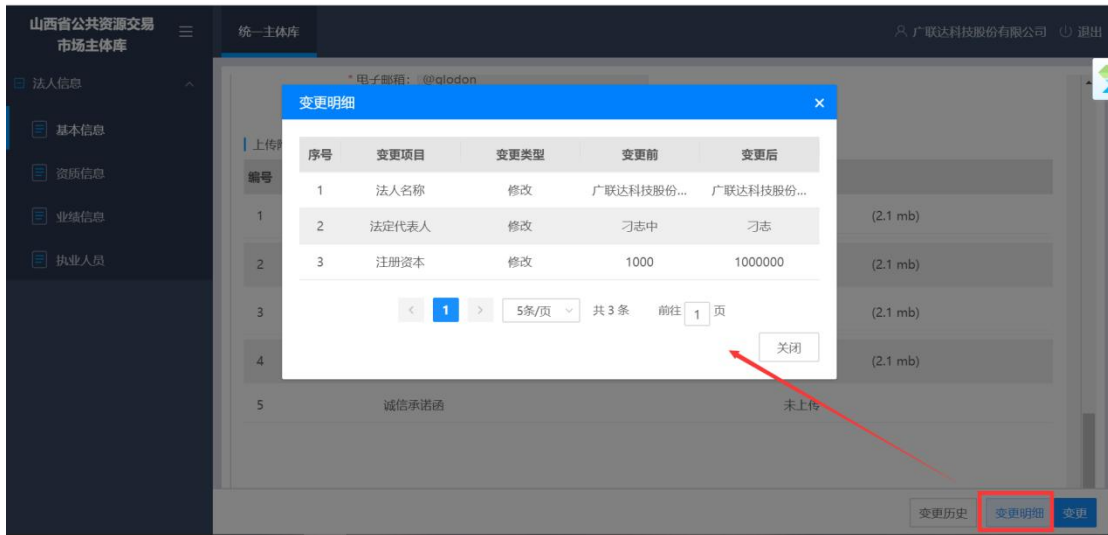 山西省公共资源交易
市场主体库
统一主体库
广联达科技股份有限公司 退出
法人信息
基本信息
资质信息
业绩信息
执业人员
* 电子邮箱: @glodon
变更明细
上传
编号
序号 变更项目 变更类型 变更前 变更后
1 法人名称 修改 广联达科技股份... 广联达科技股份...
2 法定代表人 修改 刁志中 刁志
3 注册资本 修改 1000 1000000
< 1 > 5条/页 共 3 条 前往 1 页
关闭
1 (2.1 mb)
2 (2.1 mb)
3 (2.1 mb)
4 (2.1 mb)
5 诚信承诺函 未上传
变更历史 变更明细 变更